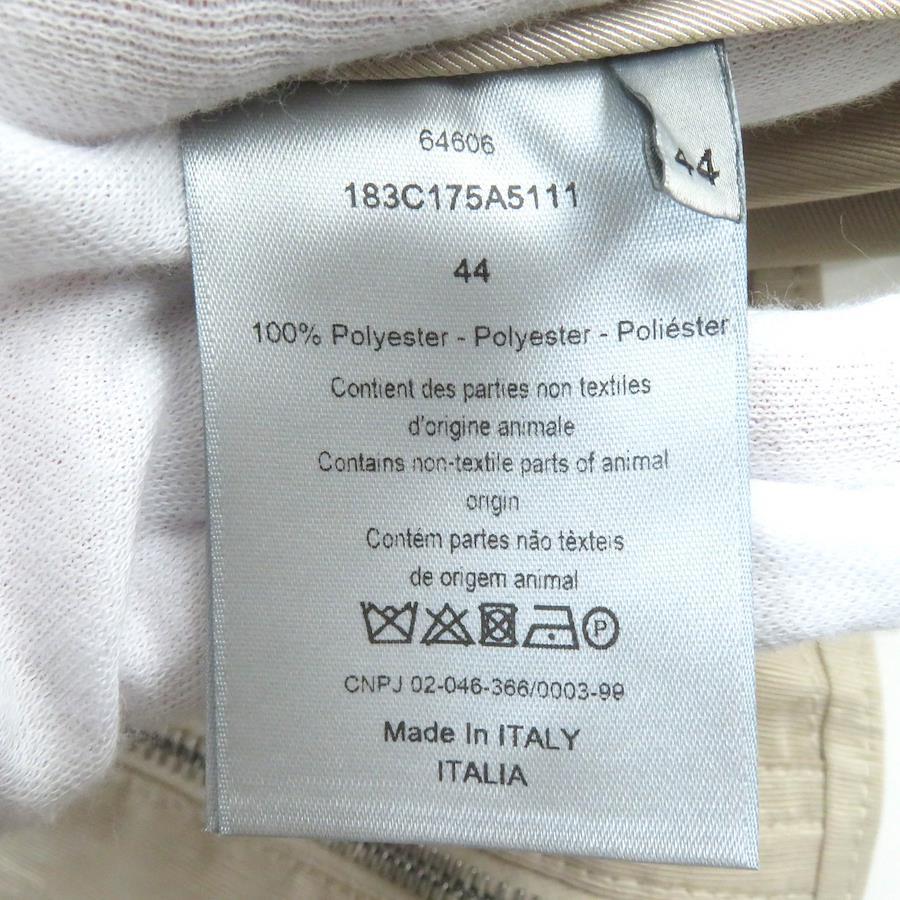 64606
44
183C175A5111
44
100% Polyester - Polyester - Poliéster
Contient des parties non textiles
d'origine animale
Contains non-textile parts of animal
origin
Contém partes não tèxteis
de origem animal
P
CNPJ 02-046-366/0003-99
Made In ITALY
ITALIA